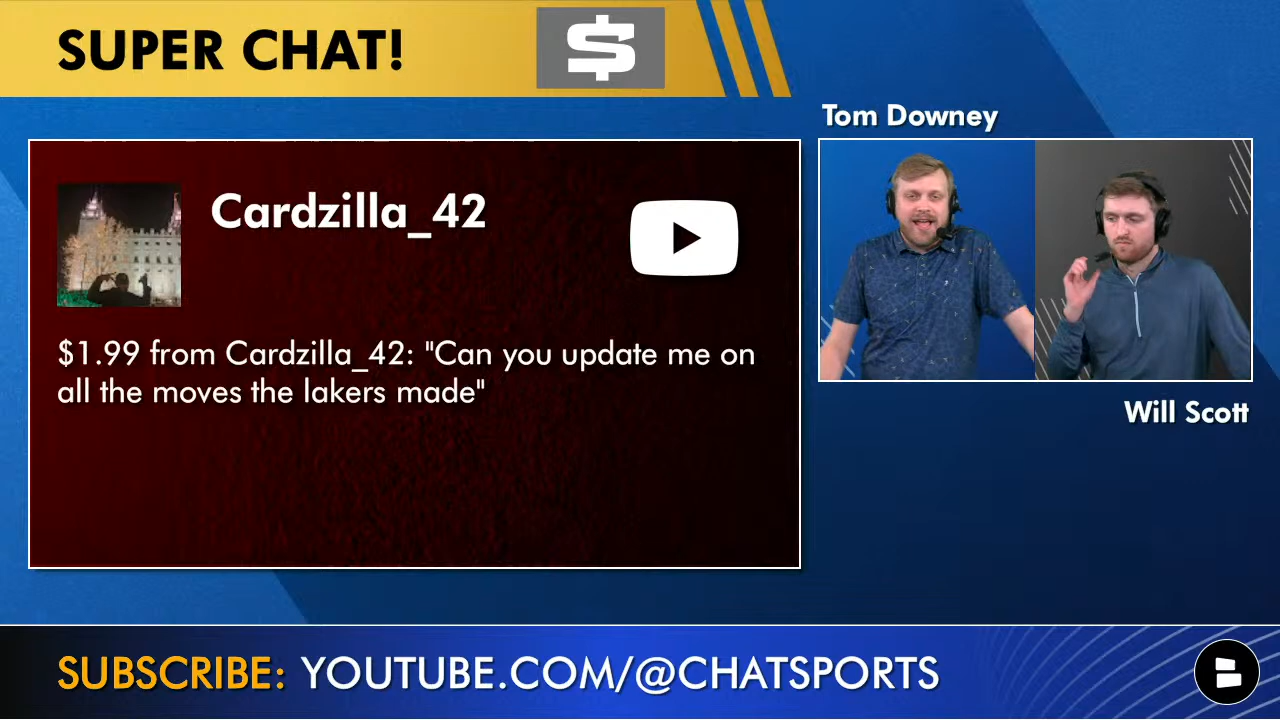 SUPER CHAT!
$
Tom Downey
Cardzilla_42
$1.99 from Cardzilla_42: "Can you update me on
all the moves the lakers made"
Will Scott
SUBSCRIBE: YOUTUBE.COM/@CHATSPORTS